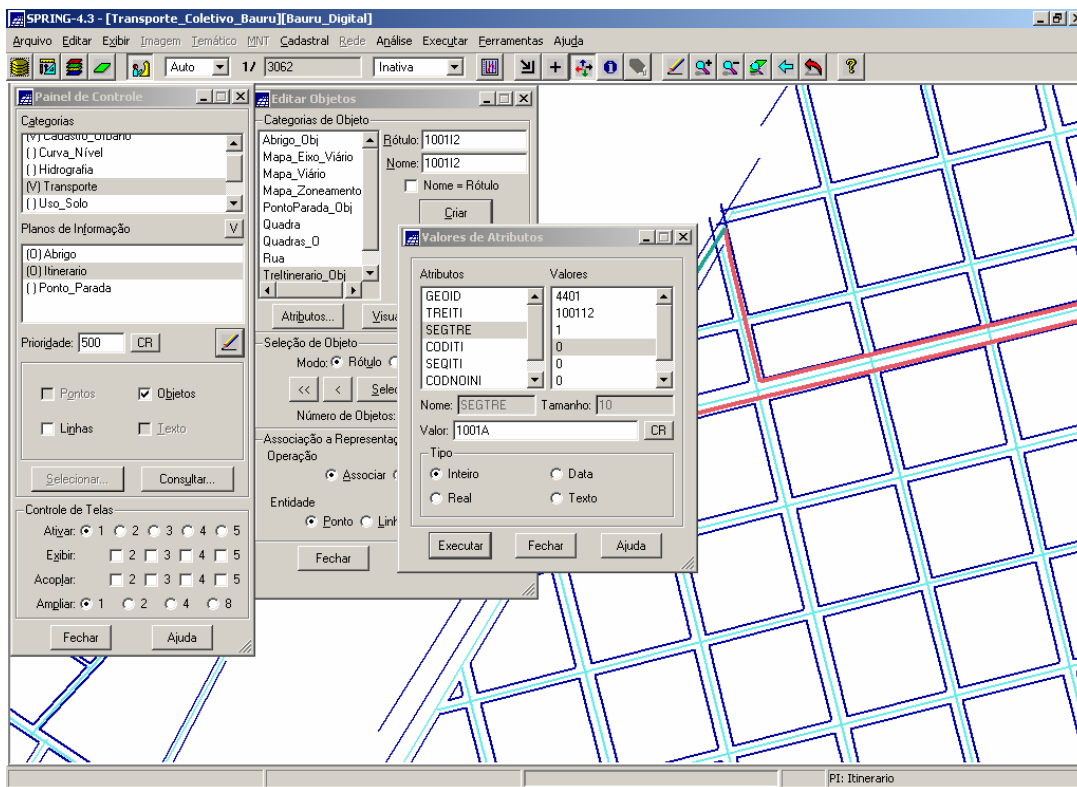 SPRING-4.3 - [Transporte_Coletivo_Bauru][Bauru_Digital]
Arquivo Editar Exibir Imagem Temático MNT Cadastral Rede Análise Executar Ferramentas Ajuda
Auto 1/ 3062 Inativa
Painel de Controle
Categorias
(V) Cadastro_Urbano
( ) Curva_Nível
( ) Hidrografia
(V) Transporte
( ) Uso_Solo
Planos de Informação V
(O) Abrigo
(O) Itinerario
( ) Ponto_Parada
Prioridade: 500 CR
Pontos Objetos
Linhas Texto
Selecionar... Consultar...
Controle de Telas
Ativar: 1 2 3 4 5
Exibir: 2 3 4 5
Acoplar: 2 3 4 5
Ampliar: 1 2 4 8
Fechar Ajuda
Editar Objetos
Categorias de Objeto
Abrigo_Obj
Mapa_Eixo_Viário
Mapa_Viário
Mapa_Zoneamento
PontoParada_Obj
Quadra
Quadras_O
Rua
TreItinerario_Obj
Rótulo: 1001I2
Nome: 1001I2
Nome = Rótulo
Criar
Atributos... Visua
Seleção de Objeto
Modo: Rótulo
<< < Selec
Número de Objetos:
Associação a Representaç
Operação
Associar
Entidade
Ponto Linh
Fechar
Valores de Atributos
Atributos Valores
GEOID 4401
TREITI 100112
SEGTRE 1
CODITI 0
SEQITI 0
CODNOINI 0
Nome: SEGTRE Tamanho: 10
Valor: 1001A CR
Tipo
Inteiro Data
Real Texto
Executar Fechar Ajuda
PI: Itinerario